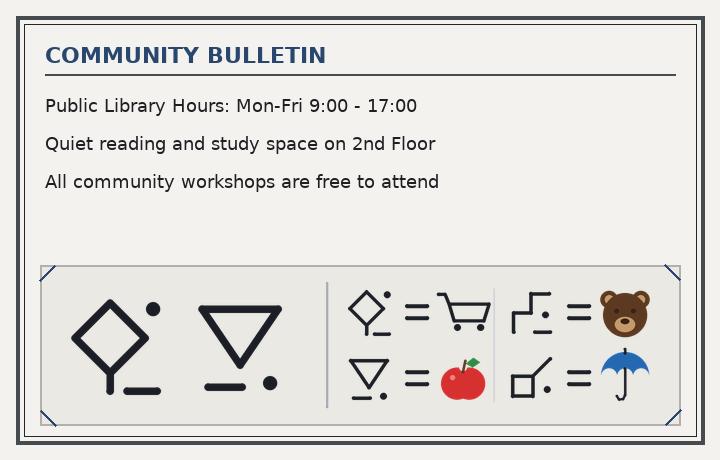 COMMUNITY BULLETIN
Public Library Hours: Mon-Fri 9:00 - 17:00
Quiet reading and study space on 2nd Floor
All community workshops are free to attend